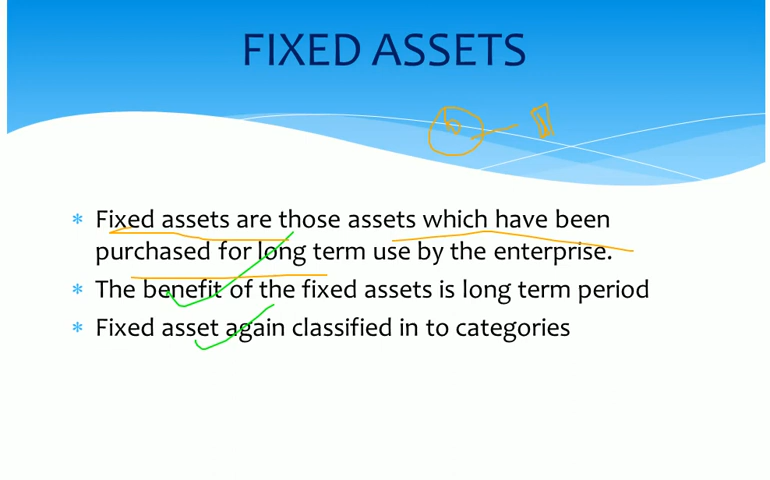 FIXED ASSETS
* Fixed assets are those assets which have been
purchased for long term use by the enterprise.
* The benefit of the fixed assets is long term period
* Fixed asset again classified in to categories